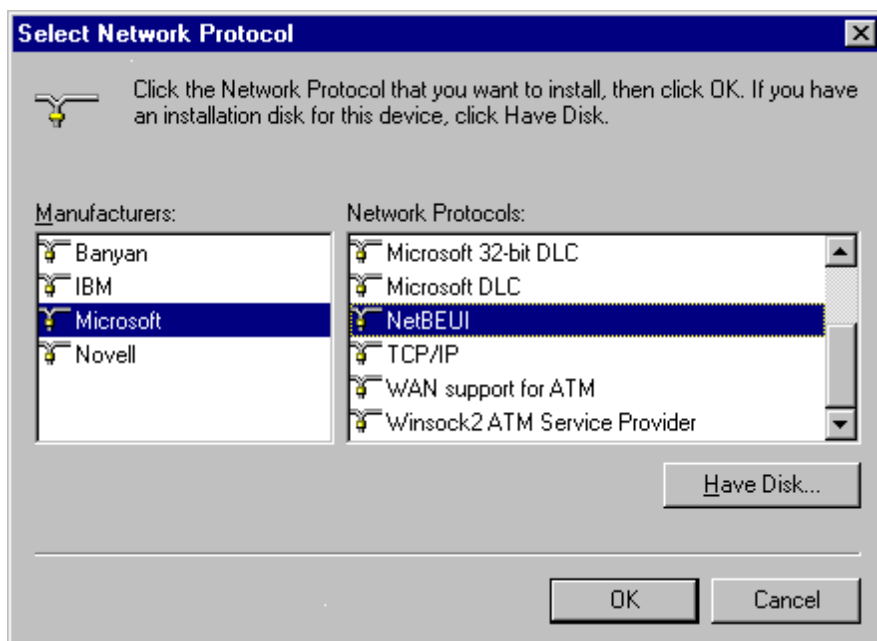 Select Network Protocol
Click the Network Protocol that you want to install, then click OK. If you have
an installation disk for this device, click Have Disk.
Manufacturers:
Banyan
IBM
Microsoft
Novell
Network Protocols:
Microsoft 32-bit DLC
Microsoft DLC
NetBEUI
TCP/IP
WAN support for ATM
Winsock2 ATM Service Provider
Have Disk...
OK
Cancel